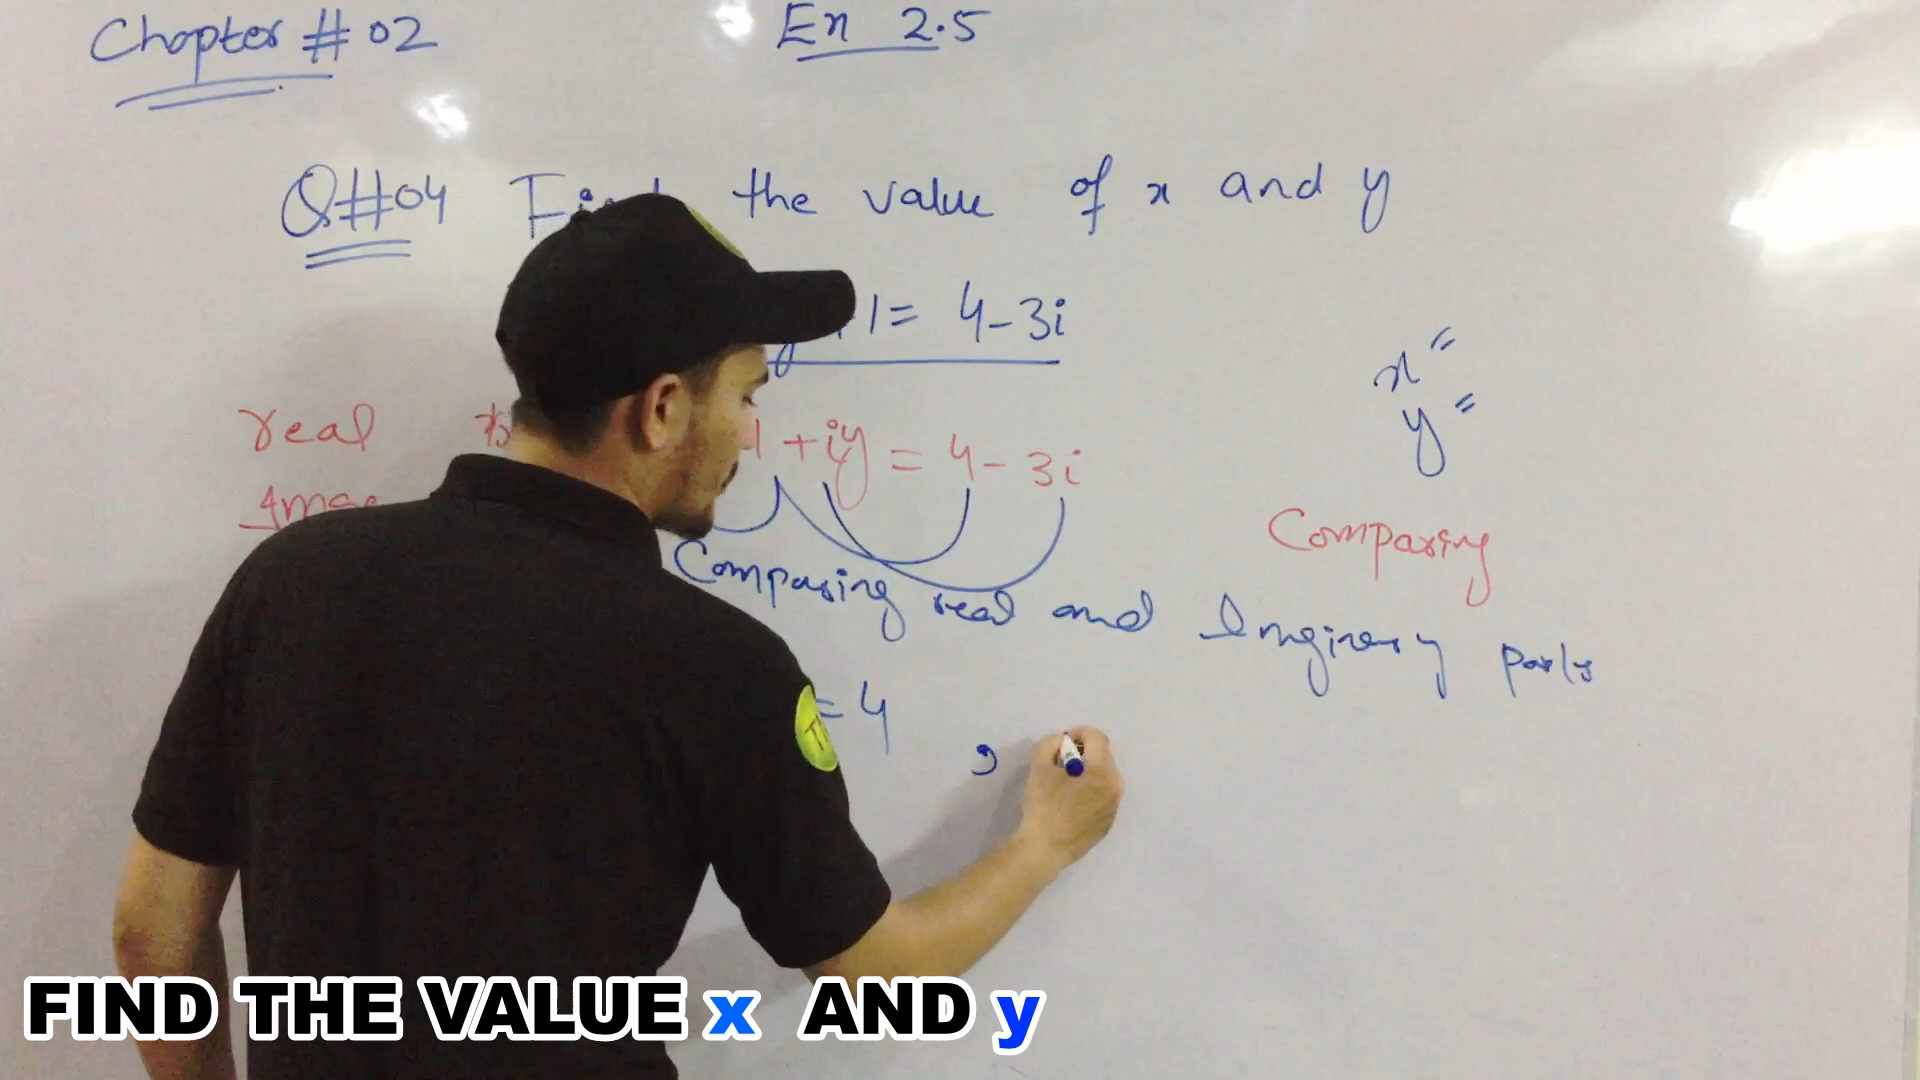 Chapter # 02
Ex 2.5
Q#04 the value of x and y
1 = 4 - 3i
x =
y =
real 1 + iy = 4 - 3i
Comparing
Comparing real and Imaginary parts
= 4 ,
FIND THE VALUE x AND y